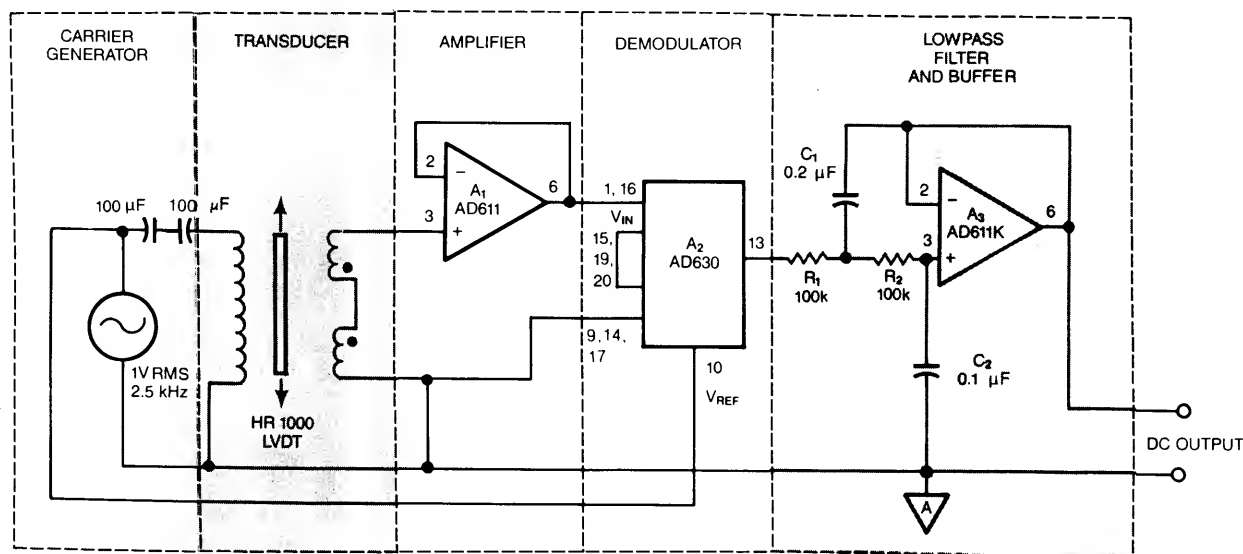 CARRIER
GENERATOR
TRANSDUCER
AMPLIFIER
DEMODULATOR
LOWPASS
FILTER
AND BUFFER
100 µF
100 µF
1V RMS
2.5 kHz
HR 1000
LVDT
2
−
A1
AD611
3
+
6
1, 16
VIN
15,
19,
20
9, 14,
17
A2
AD630
13
10
VREF
R1
100k
R2
100k
C1
0.2 µF
2
−
A3
AD611K
3
+
6
C2
0.1 µF
A
DC OUTPUT